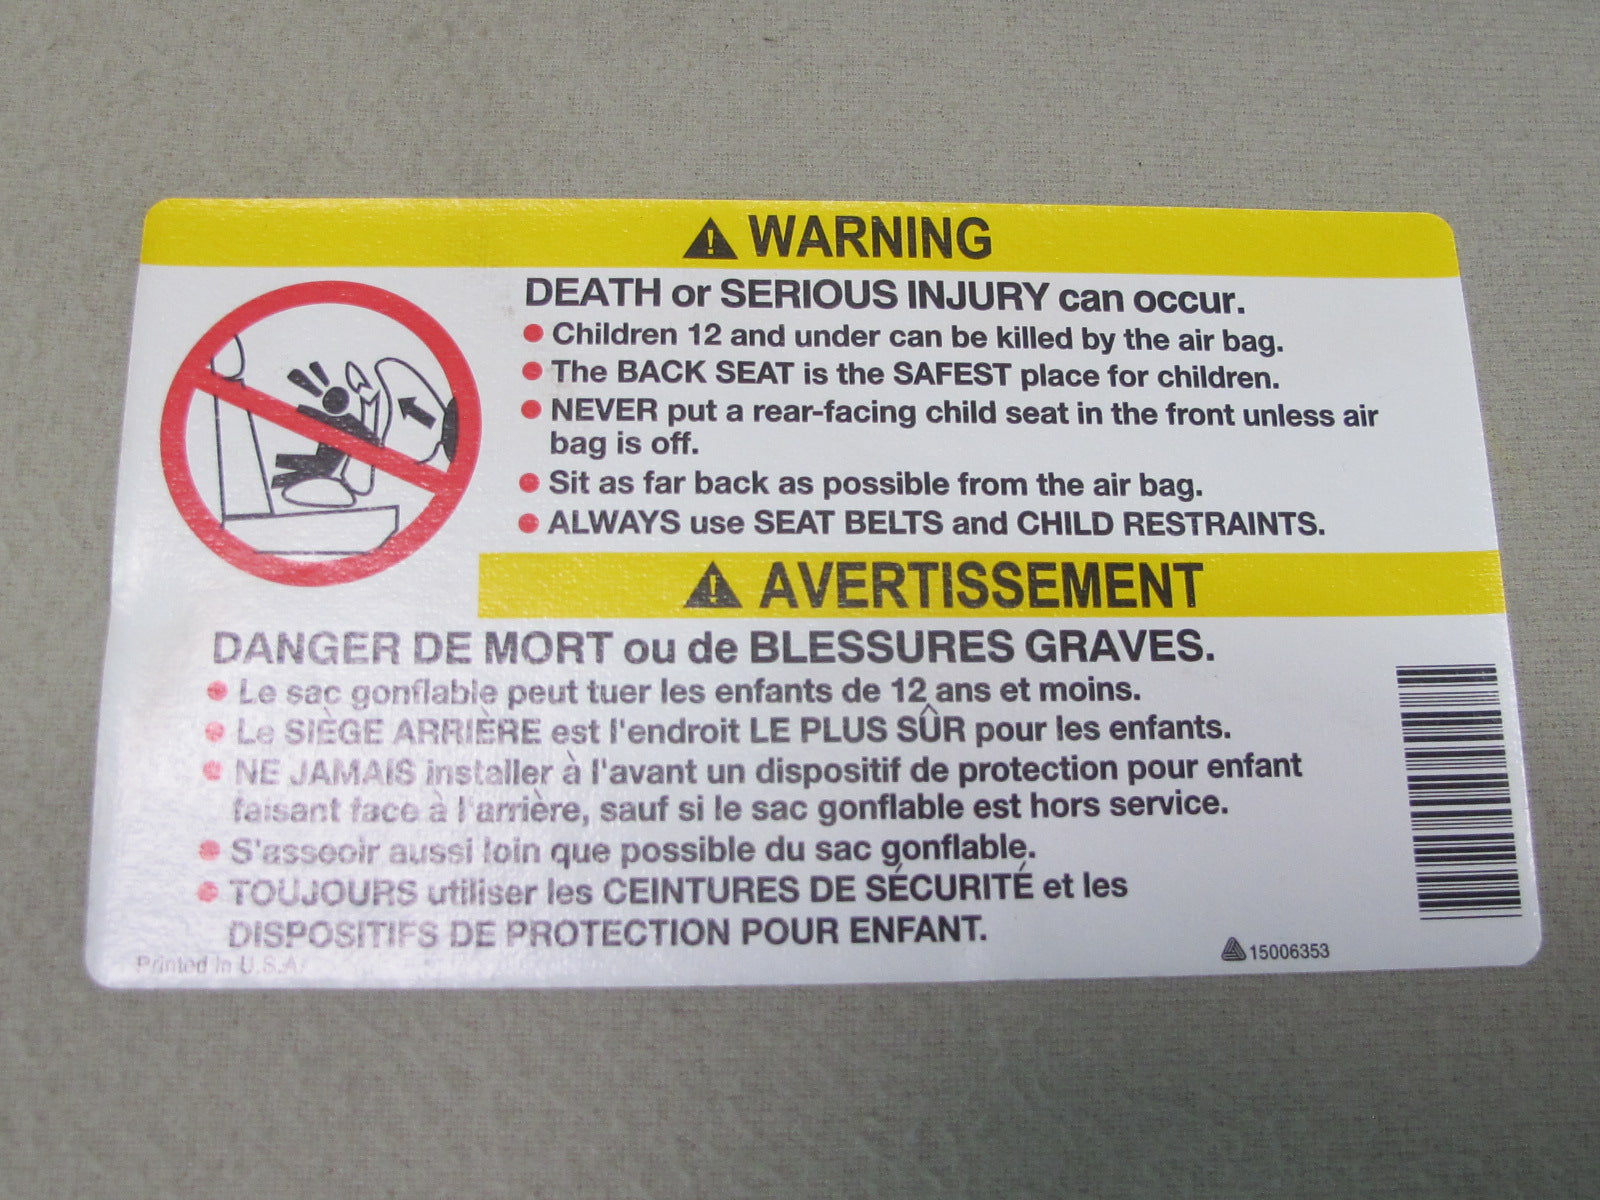 WARNING
DEATH or SERIOUS INJURY can occur.
Children 12 and under can be killed by the air bag.
The BACK SEAT is the SAFEST place for children.
NEVER put a rear-facing child seat in the front unless air
bag is off.
Sit as far back as possible from the air bag.
ALWAYS use SEAT BELTS and CHILD RESTRAINTS.
AVERTISSEMENT
DANGER DE MORT ou de BLESSURES GRAVES.
Le sac gonflable peut tuer les enfants de 12 ans et moins.
Le SIÈGE ARRIÈRE est l'endroit LE PLUS SÛR pour les enfants.
NE JAMAIS installer à l'avant un dispositif de protection pour enfant
faisant face à l'arrière, sauf si le sac gonflable est hors service.
S'asseoir aussi loin que possible du sac gonflable.
TOUJOURS utiliser les CEINTURES DE SÉCURITÉ et les
DISPOSITIFS DE PROTECTION POUR ENFANT.
Printed in U.S.A.
15006353